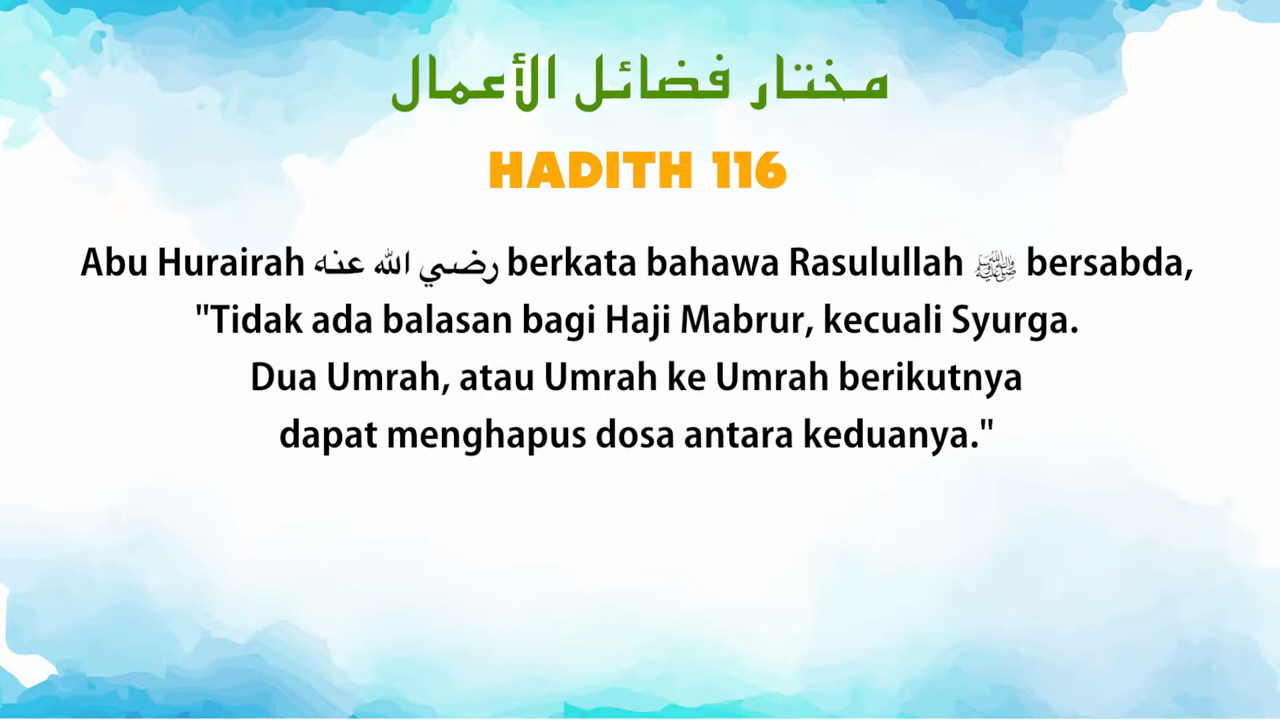 مختار فضائل الأعمال
HADITH 116
Abu Hurairah رضي الله عنه berkata bahawa Rasulullah ﷺ bersabda,
"Tidak ada balasan bagi Haji Mabrur, kecuali Syurga.
Dua Umrah, atau Umrah ke Umrah berikutnya
dapat menghapus dosa antara keduanya."